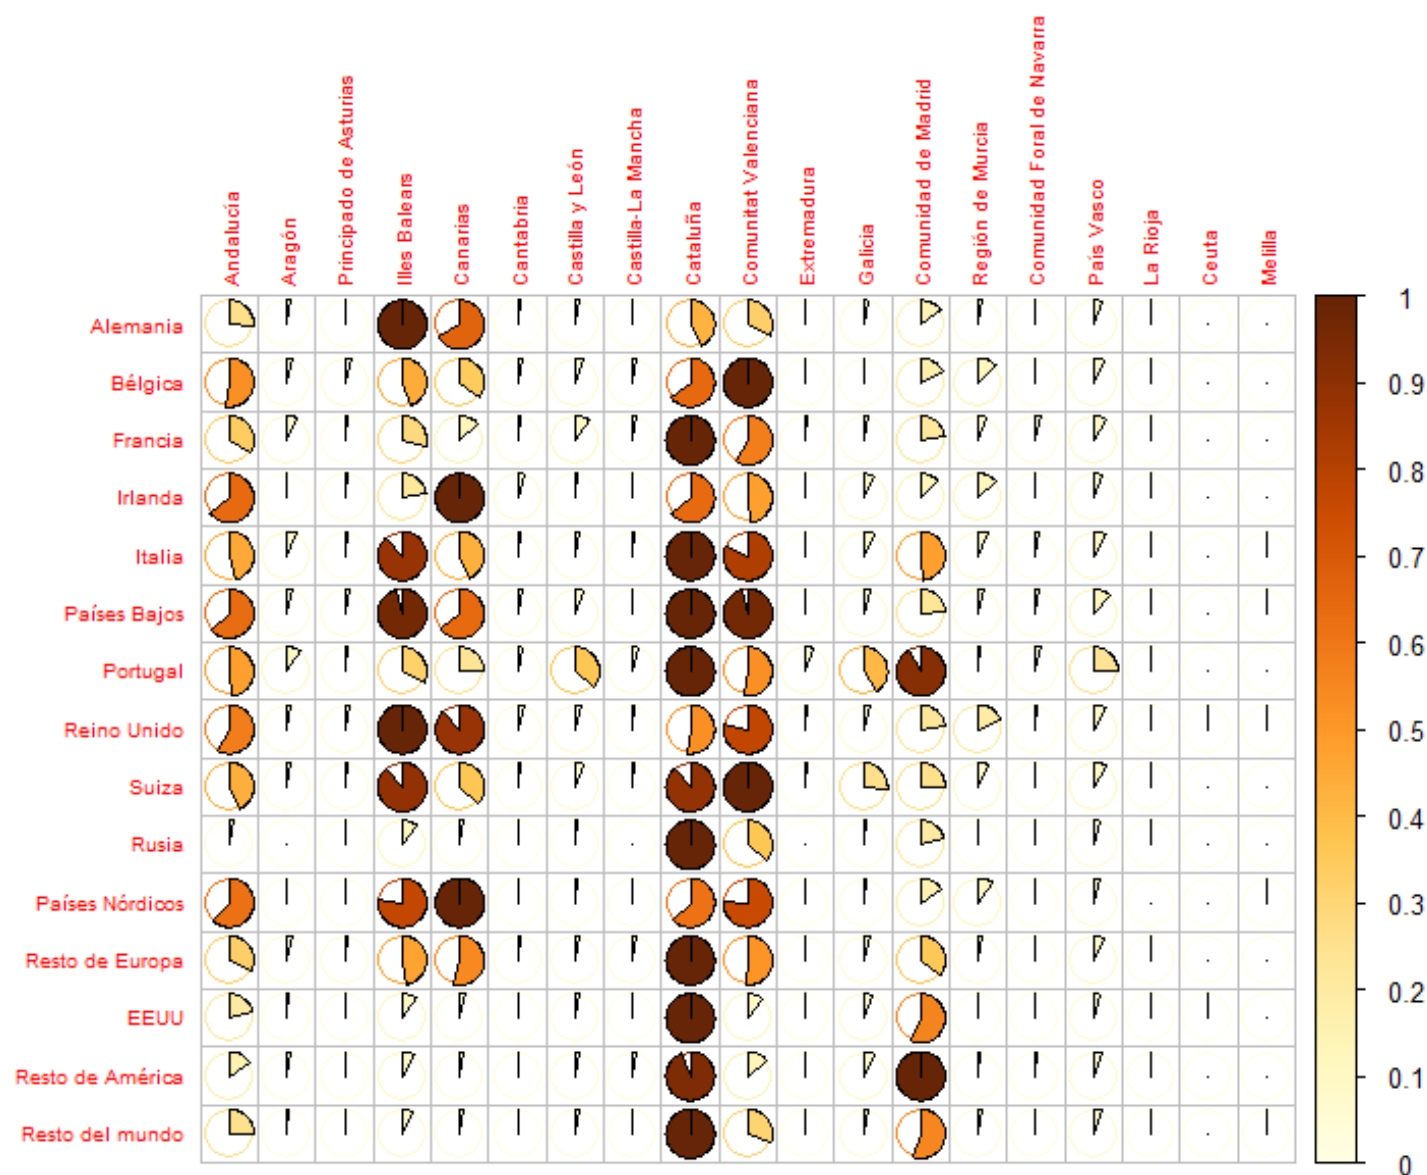 Andalucía
Aragón
Principado de Asturias
Illes Balears
Canarias
Cantabria
Castilla y León
Castilla-La Mancha
Cataluña
Comunitat Valenciana
Extremadura
Galicia
Comunidad de Madrid
Región de Murcia
Comunidad Foral de Navarra
País Vasco
La Rioja
Ceuta
Melilla
Alemania
Bélgica
Francia
Irlanda
Italia
Países Bajos
Portugal
Reino Unido
Suiza
Rusia
Países Nórdicos
Resto de Europa
EEUU
Resto de América
Resto del mundo
1
0.9
0.8
0.7
0.6
0.5
0.4
0.3
0.2
0.1
0